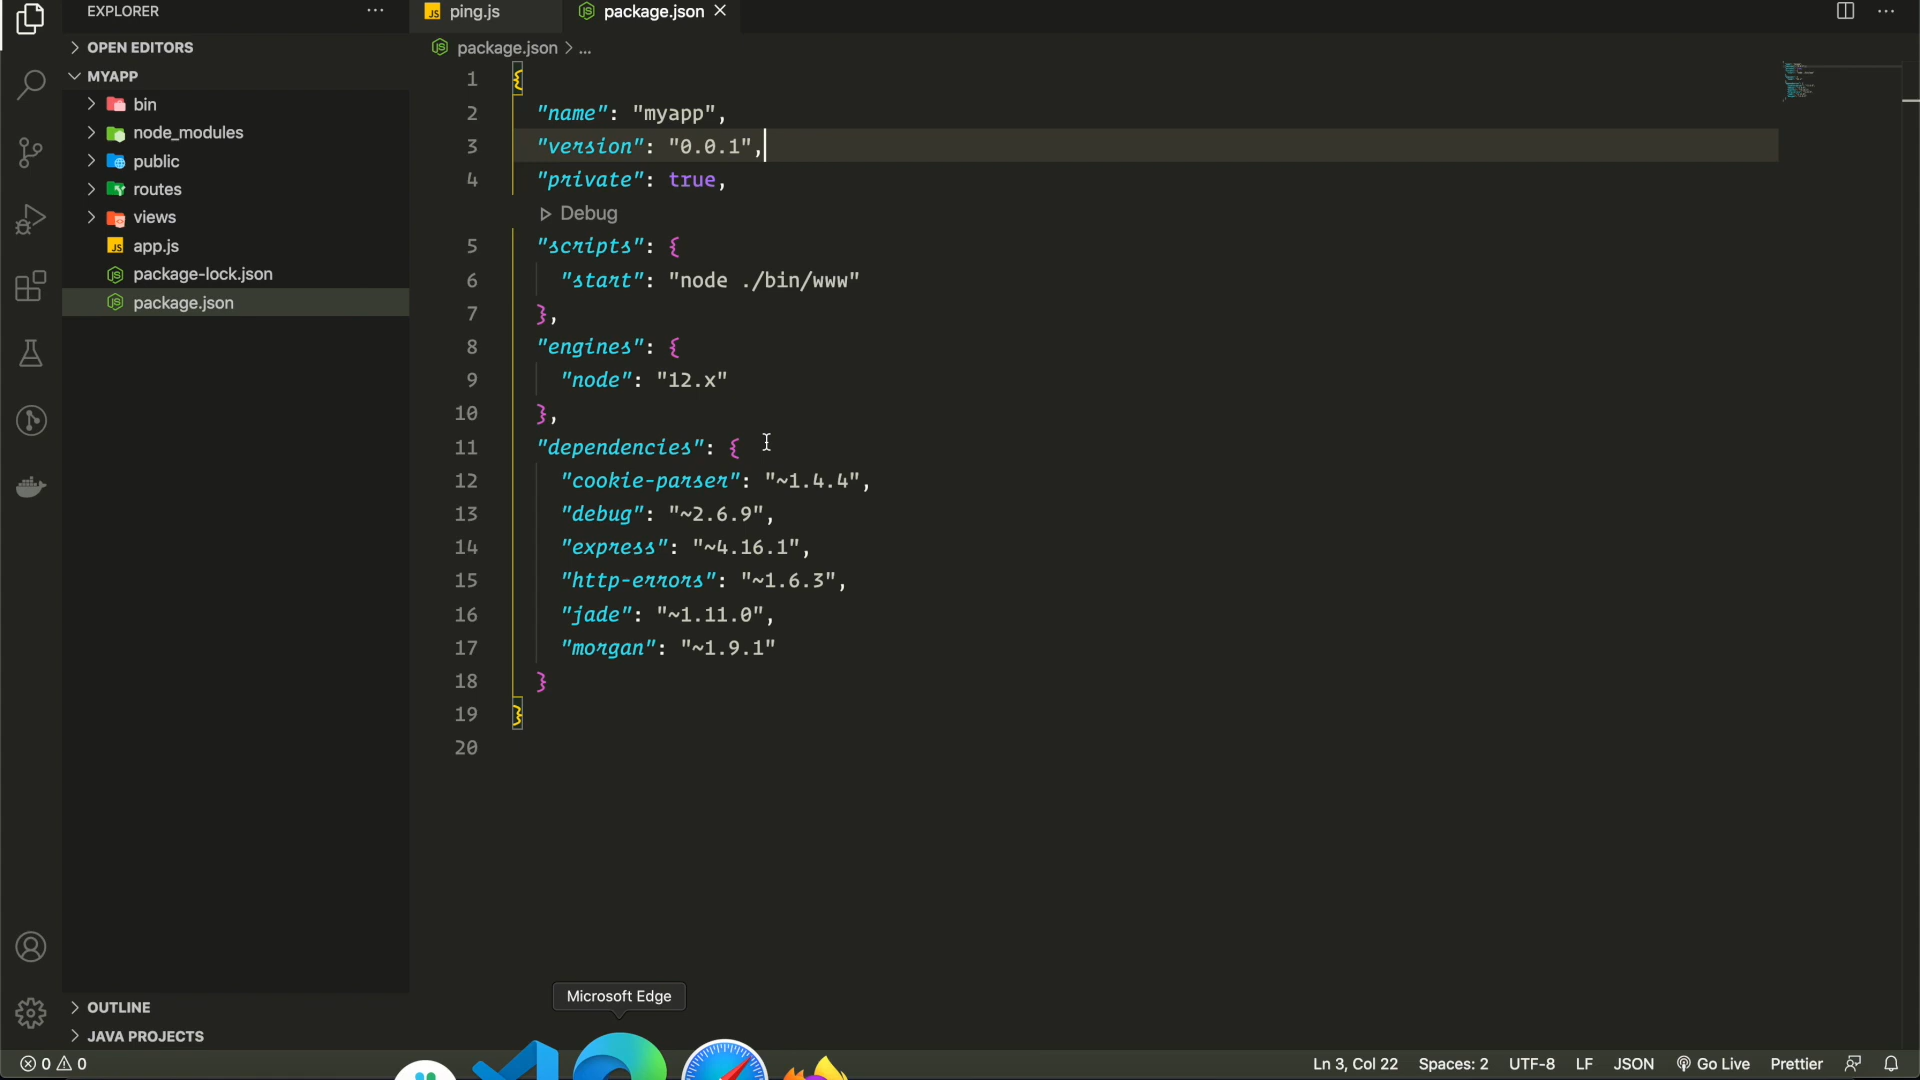 EXPLORER
ping.js
package.json
OPEN EDITORS
package.json > ...
MYAPP
bin
node_modules
public
routes
views
app.js
package-lock.json
package.json
1 {
2 "name": "myapp",
3 "version": "0.0.1",
4 "private": true,
Debug
5 "scripts": {
6 "start": "node ./bin/www"
7 },
8 "engines": {
9 "node": "12.x"
10 },
11 "dependencies": {
12 "cookie-parser": "~1.4.4",
13 "debug": "~2.6.9",
14 "express": "~4.16.1",
15 "http-errors": "~1.6.3",
16 "jade": "~1.11.0",
17 "morgan": "~1.9.1"
18 }
19 }
20
OUTLINE
JAVA PROJECTS
Microsoft Edge
0 0
Ln 3, Col 22 Spaces: 2 UTF-8 LF JSON Go Live Prettier